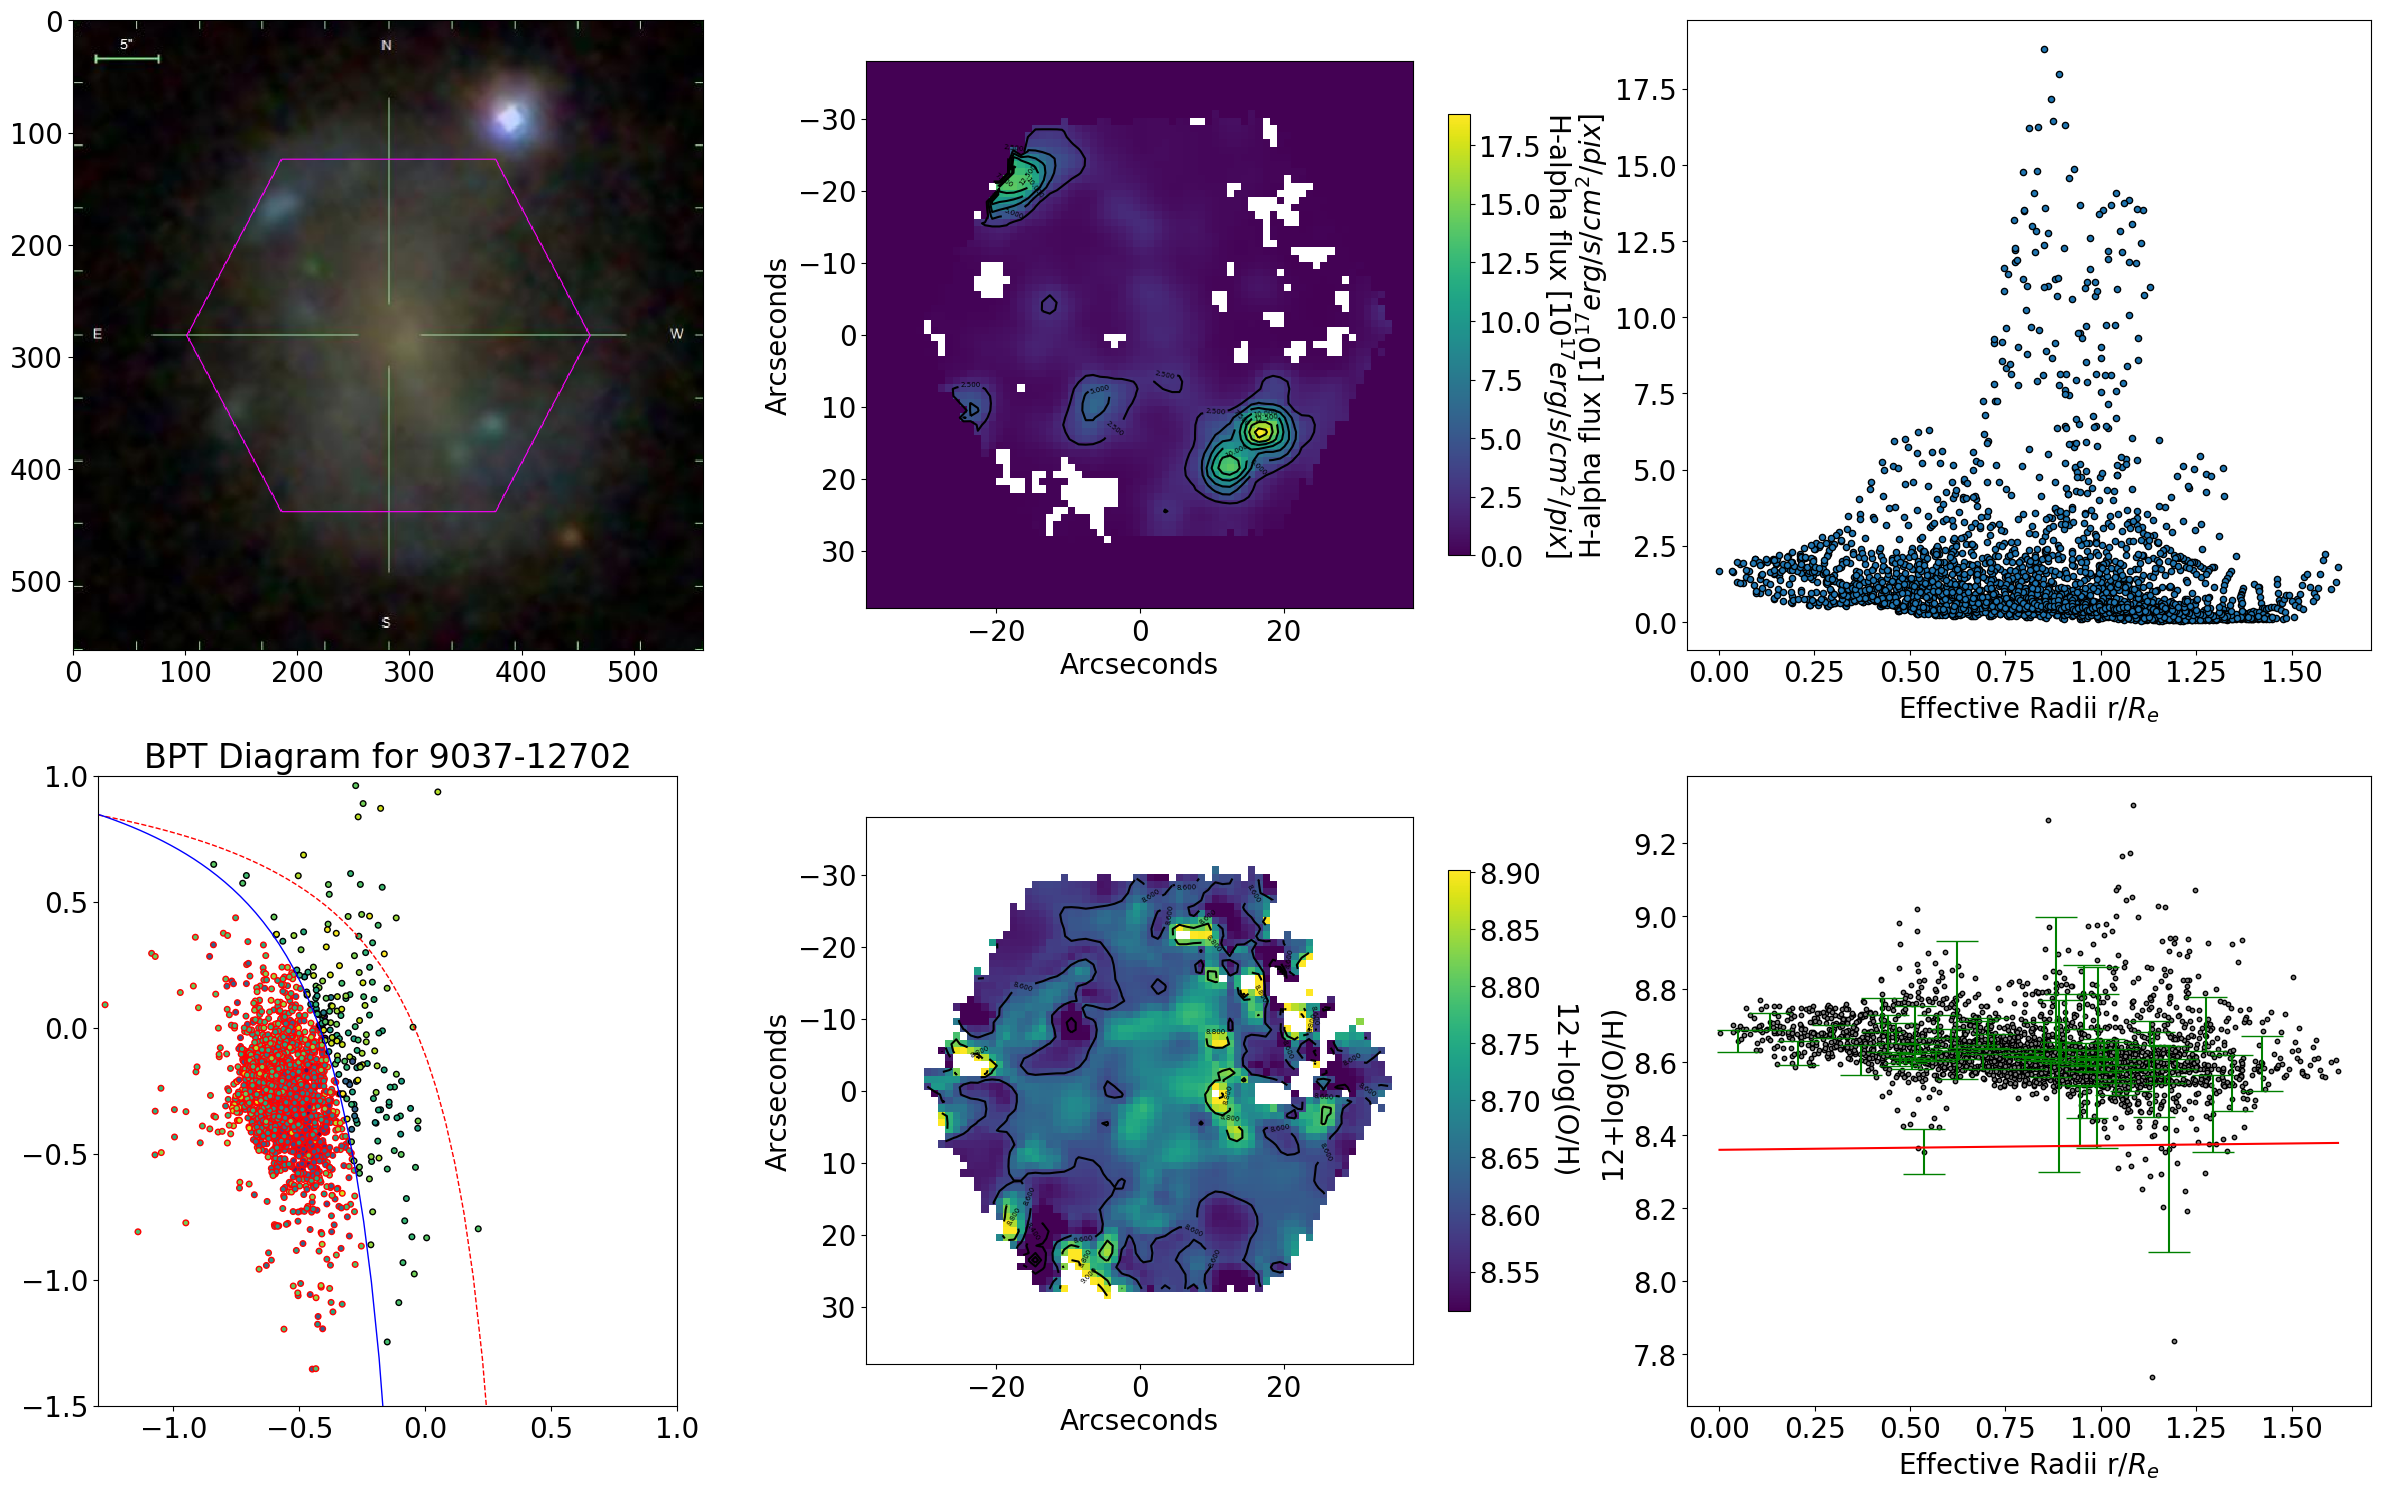 0
100
200
300
400
500
5"
N
E
W
S
0 100 200 300 400 500
Arcseconds
−30
−20
−10
0
10
20
30
−20 0 20
Arcseconds
17.5
15.0
12.5
10.0
7.5
5.0
2.5
0.0
H-alpha flux [10^17 erg/s/cm^2/pix]
H-alpha flux [10^17 erg/s/cm^2/pix]
17.5
15.0
12.5
10.0
7.5
5.0
2.5
0.0
0.00 0.25 0.50 0.75 1.00 1.25 1.50
Effective Radii r/R_e
BPT Diagram for 9037-12702
1.0
0.5
0.0
−0.5
−1.0
−1.5
−1.0 −0.5 0.0 0.5 1.0
Arcseconds
−30
−20
−10
0
10
20
30
−20 0 20
Arcseconds
8.90
8.85
8.80
8.75
8.70
8.65
8.60
8.55
12+log(O/H)
12+log(O/H)
9.2
9.0
8.8
8.6
8.4
8.2
8.0
7.8
0.00 0.25 0.50 0.75 1.00 1.25 1.50
Effective Radii r/R_e